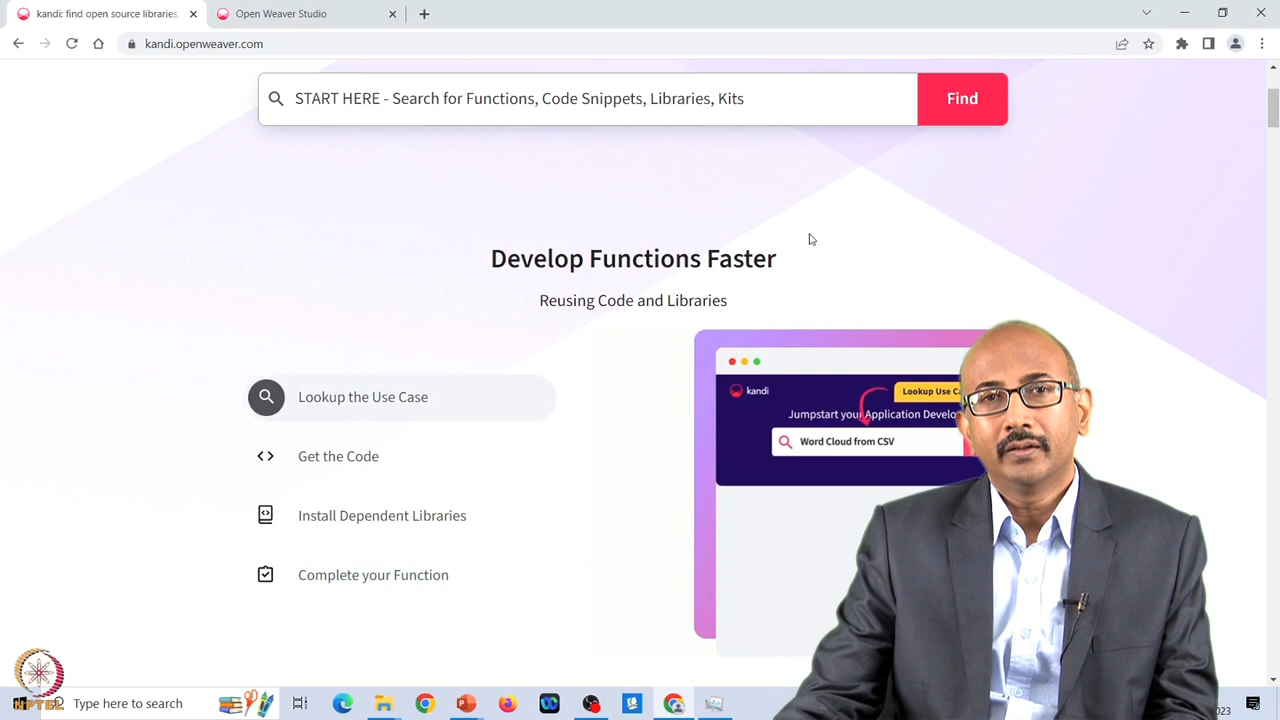 kandi: find open source libraries,
Open Weaver Studio
kandi.openweaver.com
START HERE - Search for Functions, Code Snippets, Libraries, Kits
Find
Develop Functions Faster
Reusing Code and Libraries
Lookup the Use Case
Get the Code
Install Dependent Libraries
Complete your Function
kandi
Lookup Use
Jumpstart your Application
Word Cloud from CSV
NPTEL
Type here to search